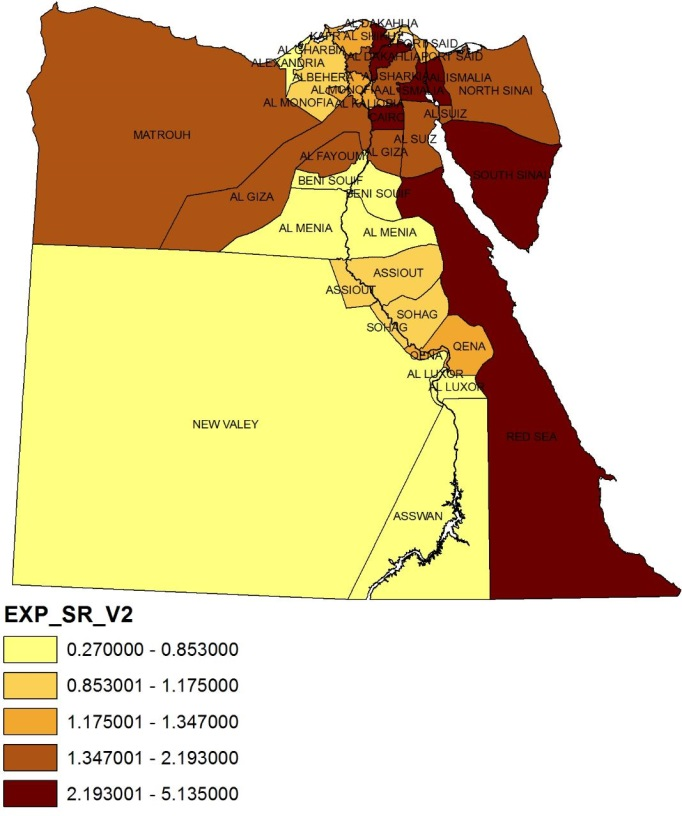 AL DAKAHLIA
KAFR AL SHIKH
PORT SAID
AL GHARBIA
AL DAKAHLIA
PORT SAID
ALEXANDRIA
ALBEHERA
AL SHARKIA
AL ISMALIA
AL MONOFIA
AL ISMALIA
NORTH SINAI
AL MONOFIA
AL KALIOBIA
CAIRO
AL SUIZ
MATROUH
AL SUIZ
AL FAYOUM
AL GIZA
SOUTH SINAI
BENI SOUIF
BENI SOUIF
AL GIZA
AL MENIA
AL MENIA
ASSIOUT
ASSIOUT
SOHAG
SOHAG
QENA
QENA
AL LUXOR
AL LUXOR
NEW VALEY
RED SEA
ASSWAN
EXP_SR_V2
0.270000 - 0.853000
0.853001 - 1.175000
1.175001 - 1.347000
1.347001 - 2.193000
2.193001 - 5.135000